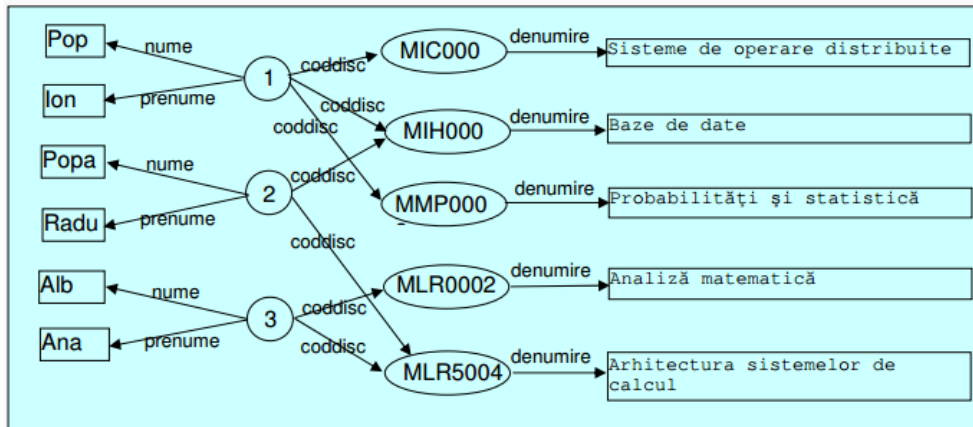 Pop
nume
Ion
prenume
1
coddisc
MIC000
denumire
Sisteme de operare distribuite
coddisc
coddisc
MIH000
denumire
Baze de date
Popa
nume
Radu
prenume
2
coddisc
coddisc
MMP000
denumire
Probabilități și statistică
Alb
nume
Ana
prenume
3
coddisc
coddisc
MLR0002
denumire
Analiză matematică
MLR5004
denumire
Arhitectura sistemelor de
calcul